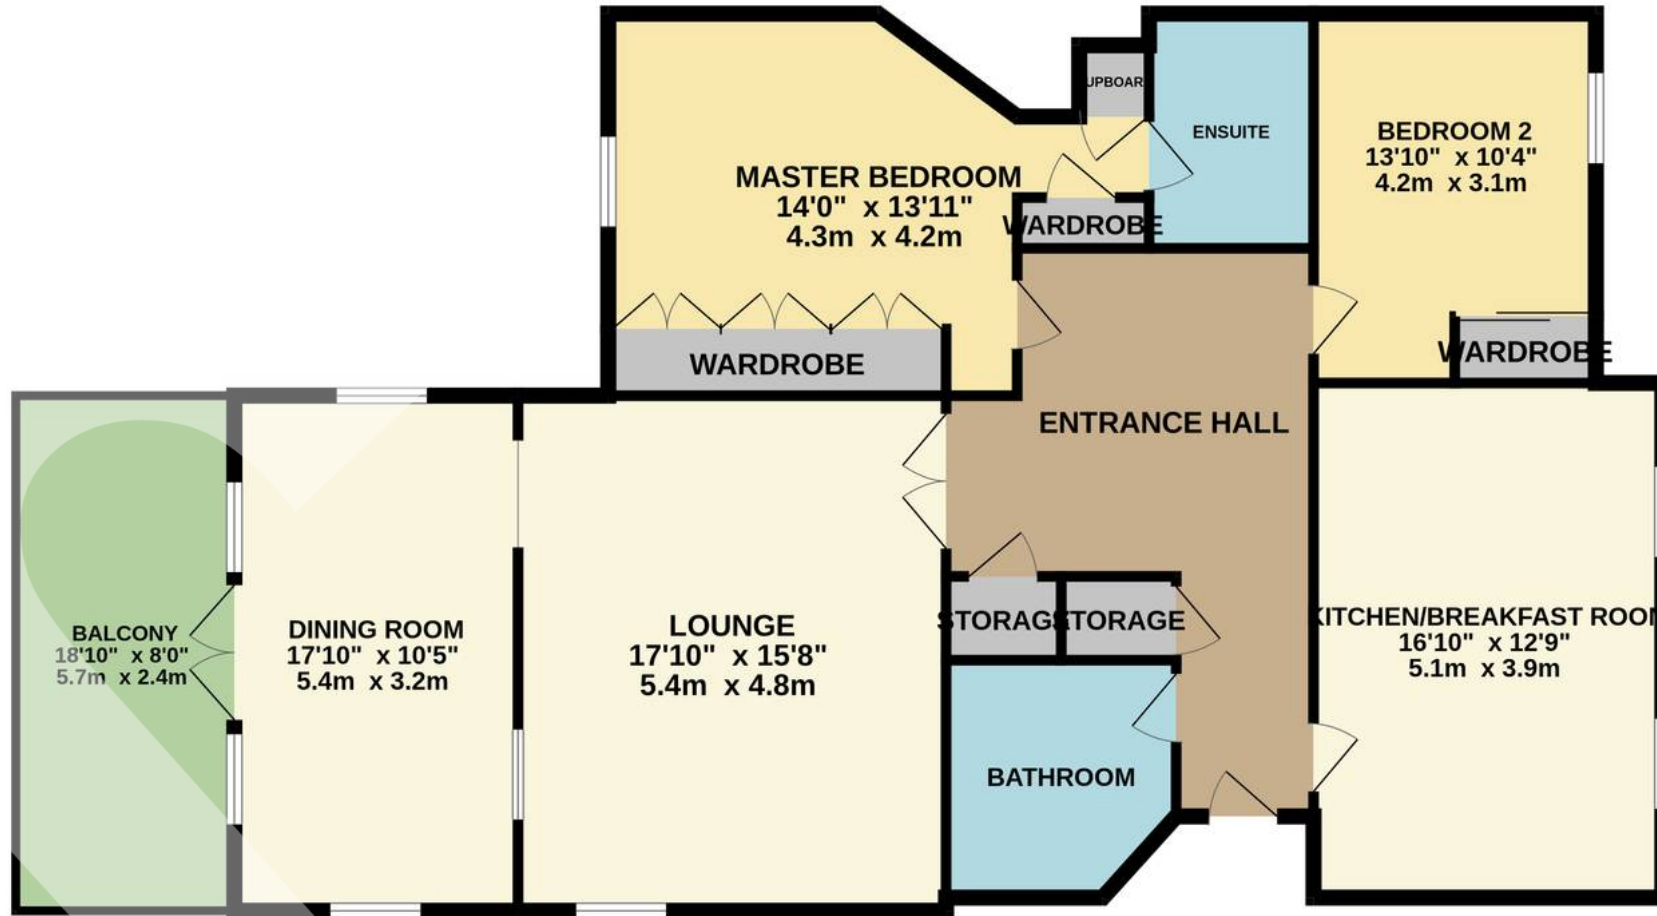 UPBOAR
ENSUITE
BEDROOM 2
13'10" x 10'4"
4.2m x 3.1m
MASTER BEDROOM
14'0" x 13'11"
4.3m x 4.2m
WARDROBE
WARDROBE
WARDROBE
ENTRANCE HALL
BALCONY
18'10" x 8'0"
5.7m x 2.4m
DINING ROOM
17'10" x 10'5"
5.4m x 3.2m
LOUNGE
17'10" x 15'8"
5.4m x 4.8m
STORAGE
STORAGE
KITCHEN/BREAKFAST ROOM
16'10" x 12'9"
5.1m x 3.9m
BATHROOM